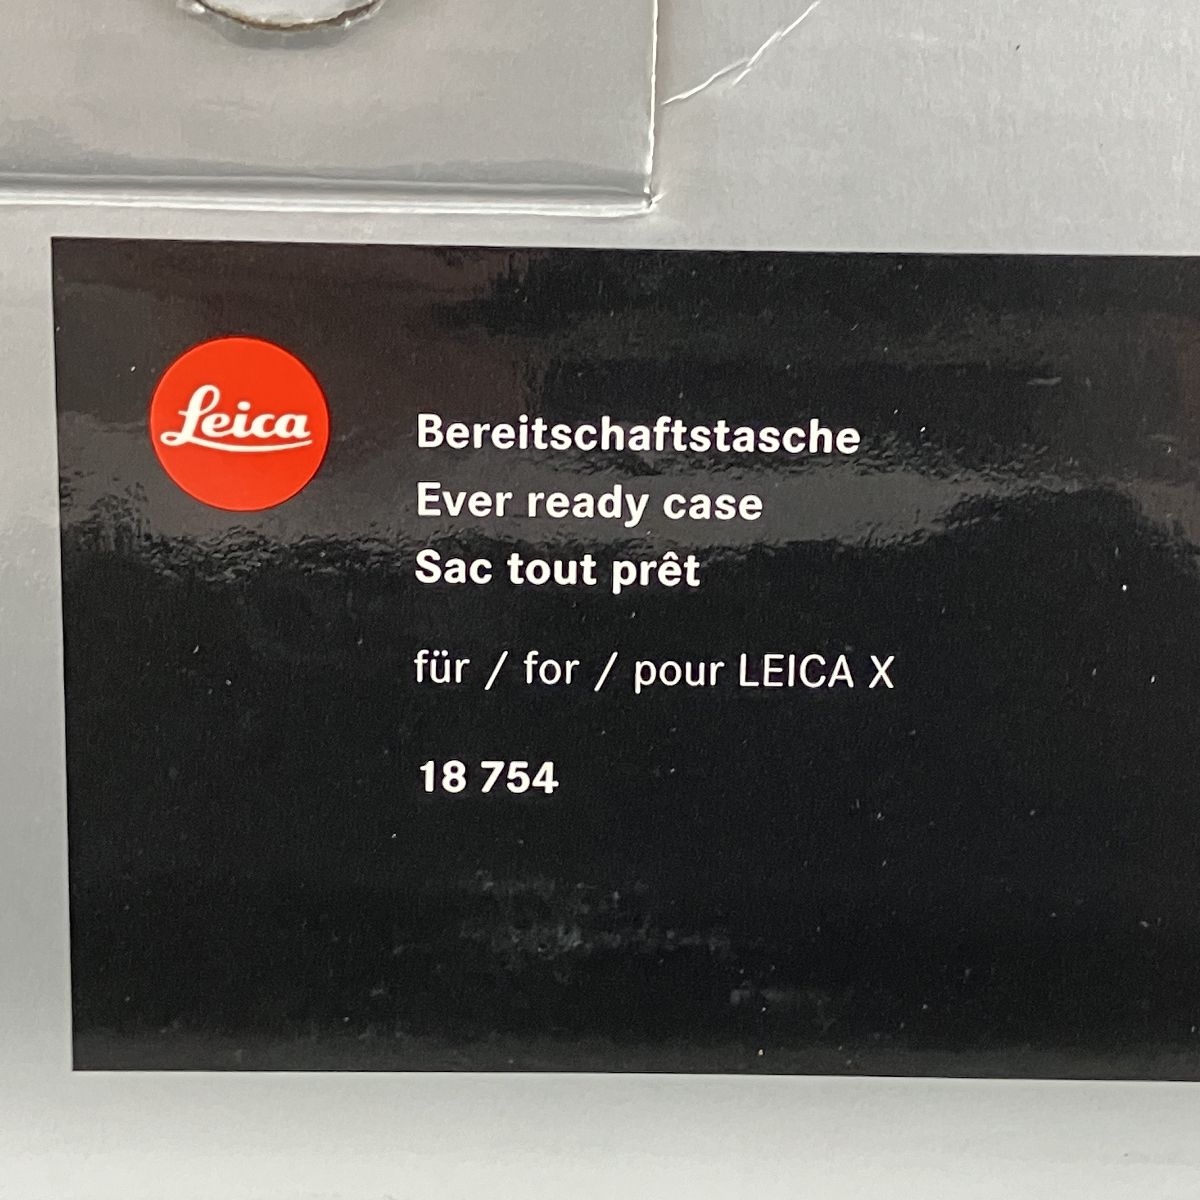 Leica
Bereitschaftstasche
Ever ready case
Sac tout prêt
für / for / pour LEICA X
18 754